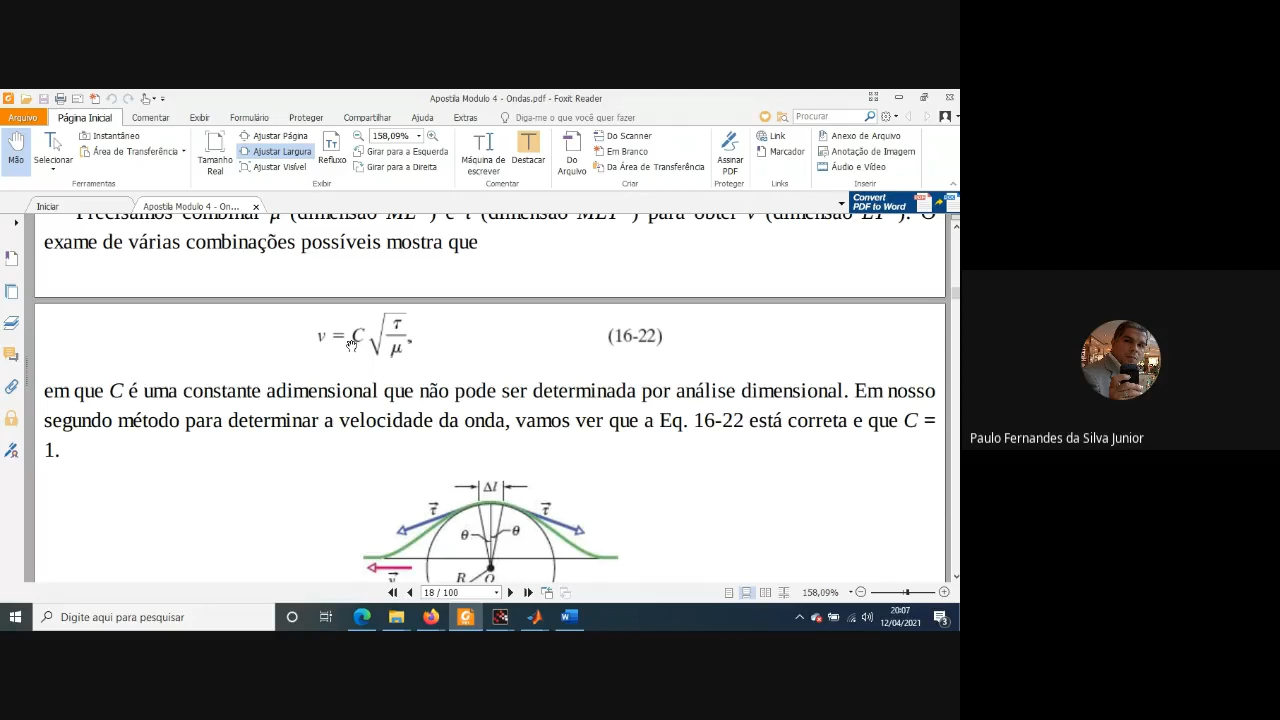 Apostila Modulo 4 - Ondas.pdf - Foxit Reader
Arquivo Página Inicial Comentar Exibir Formulário Proteger Compartilhar Ajuda Extras Diga-me o que você quer fazer Procurar
Mão
Selecionar
Instantâneo
Área de Transferência
Ferramentas
Tamanho Real
Ajustar Página
Ajustar Largura
Ajustar Visível
Refluxo
158,09%
Girar para a Esquerda
Girar para a Direita
Exibir
Máquina de escrever
Destacar
Comentar
Do Arquivo
Do Scanner
Em Branco
Da Área de Transferência
Criar
Assinar PDF
Proteger
Link
Marcador
Links
Anexo de Arquivo
Anotação de Imagem
Áudio e Vídeo
Inserir
Iniciar Apostila Modulo 4 - On...
Convert PDF to Word
exame de várias combinações possíveis mostra que
v = C √(τ/μ), (16-22)
em que C é uma constante adimensional que não pode ser determinada por análise dimensional. Em nosso
segundo método para determinar a velocidade da onda, vamos ver que a Eq. 16-22 está correta e que C =
1.
Δl
τ τ
θ θ
R O
v
18 / 100 158,09%
Digite aqui para pesquisar
20:07
12/04/2021
3
Paulo Fernandes da Silva Junior